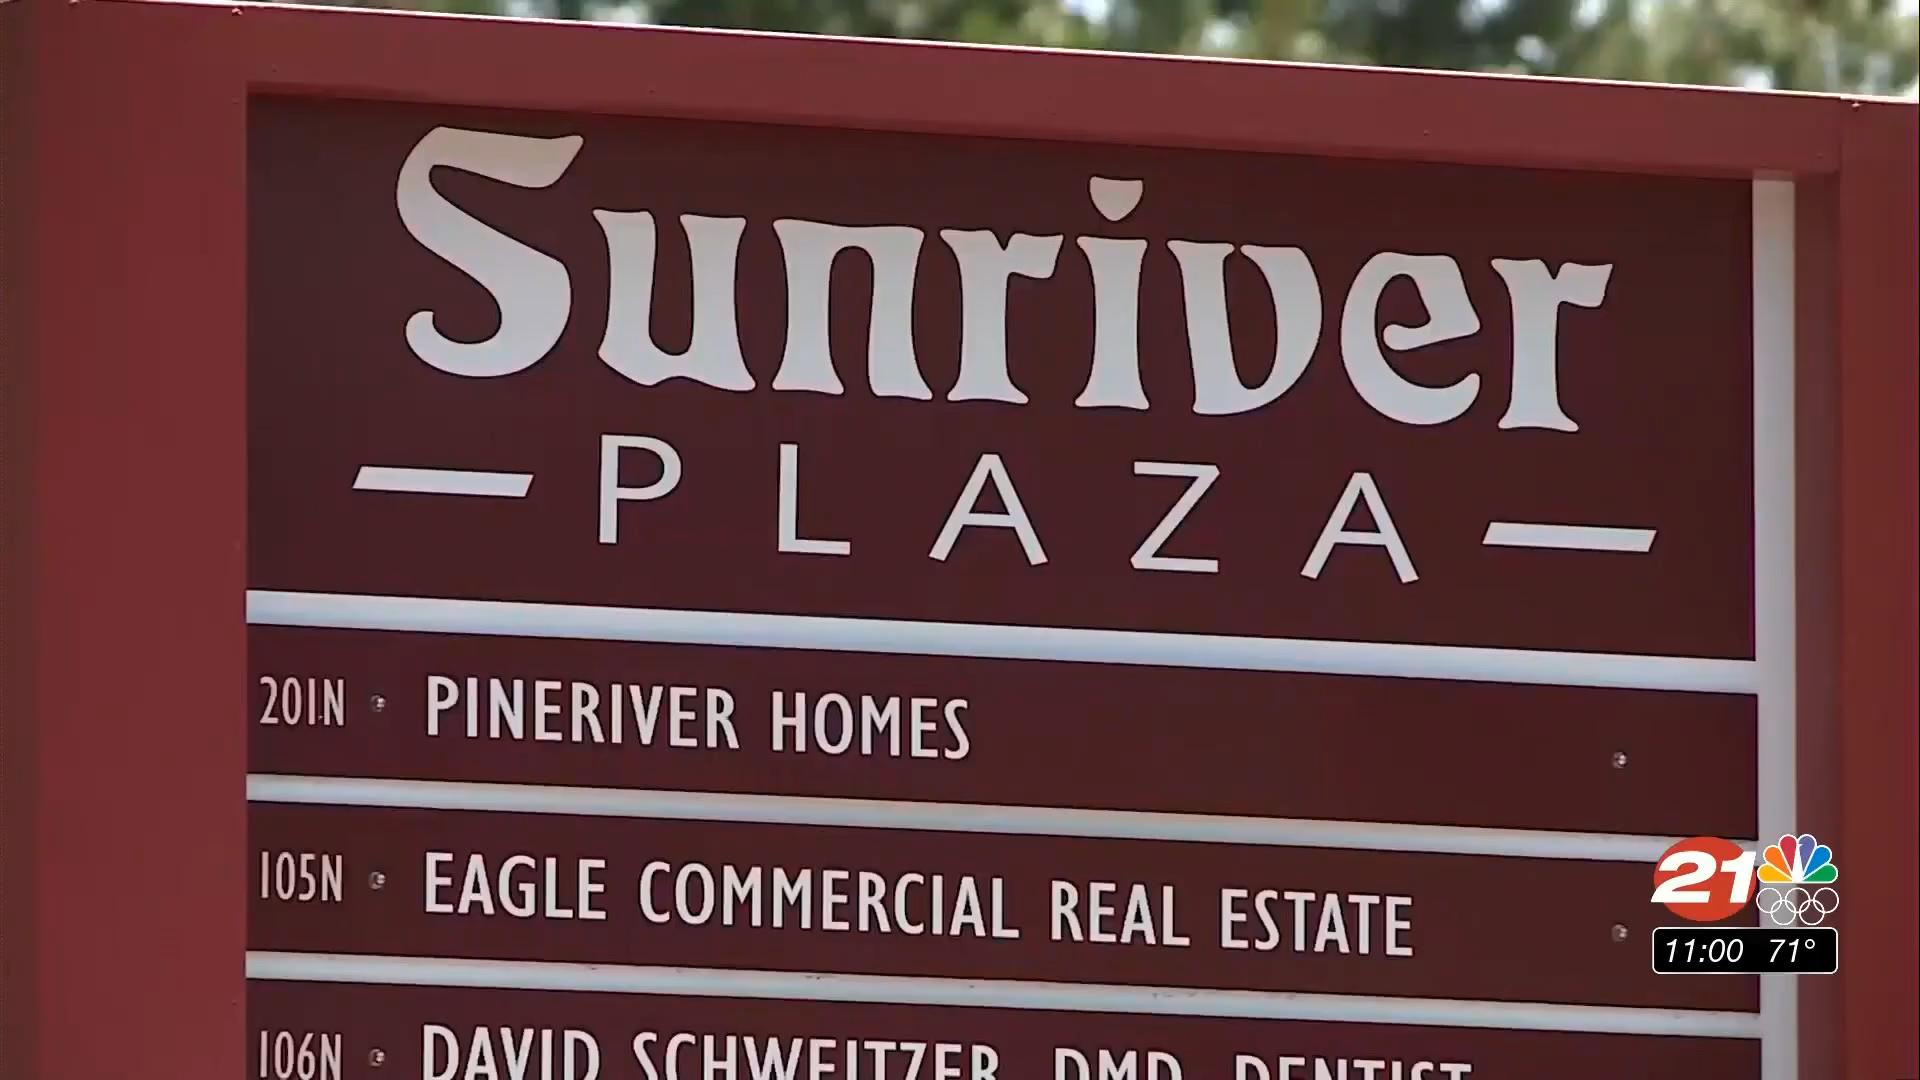 Sunriver
PLAZA
201N PINERIVER HOMES
105N EAGLE COMMERCIAL REAL ESTATE
106N DAVID SCHWEITZER, DMD, DENTIST
21
11:00 71°